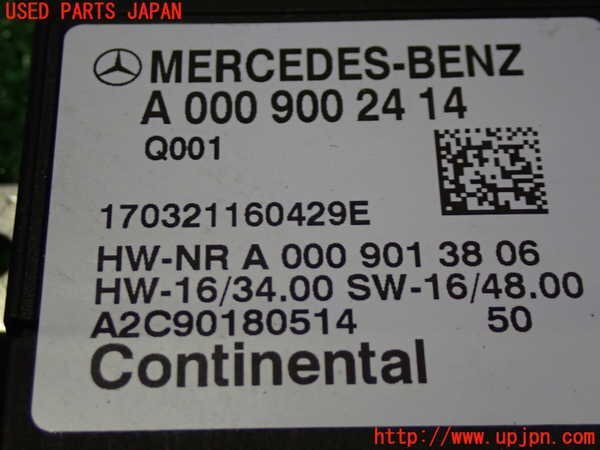 USED PARTS JAPAN
MERCEDES-BENZ
A 000 900 24 14
Q001
170321160429E
HW-NR A 000 901 38 06
HW-16/34.00 SW-16/48.00
A2C90180514 50
Continental
http://www.upjpn.com